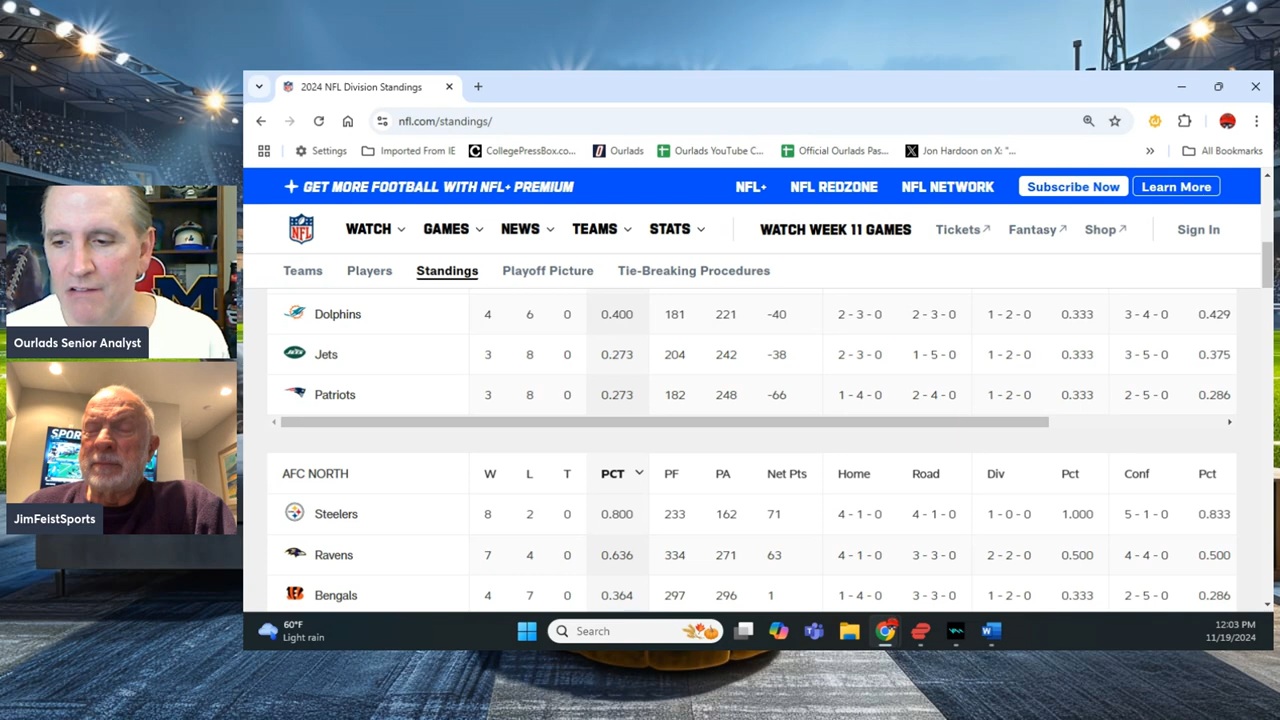 2024 NFL Division Standings
nfl.com/standings/
Settings Imported From IE CollegePressBox.co... Ourlads Ourlads YouTube C... Official Ourlads Pas... Jon Hardoon on X: "... All Bookmarks
GET MORE FOOTBALL WITH NFL+ PREMIUM NFL+ NFL REDZONE NFL NETWORK Subscribe Now Learn More
NFL WATCH GAMES NEWS TEAMS STATS WATCH WEEK 11 GAMES Tickets Fantasy Shop Sign In
Teams Players Standings Playoff Picture Tie-Breaking Procedures
Dolphins 4 6 0 0.400 181 221 -40 2 - 3 - 0 2 - 3 - 0 1 - 2 - 0 0.333 3 - 4 - 0 0.429
Jets 3 8 0 0.273 204 242 -38 2 - 3 - 0 1 - 5 - 0 1 - 2 - 0 0.333 3 - 5 - 0 0.375
Patriots 3 8 0 0.273 182 248 -66 1 - 4 - 0 2 - 4 - 0 1 - 2 - 0 0.333 2 - 5 - 0 0.286
AFC NORTH W L T PCT PF PA Net Pts Home Road Div Pct Conf Pct
Steelers 8 2 0 0.800 233 162 71 4 - 1 - 0 4 - 1 - 0 1 - 0 - 0 1.000 5 - 1 - 0 0.833
Ravens 7 4 0 0.636 334 271 63 4 - 1 - 0 3 - 3 - 0 2 - 2 - 0 0.500 4 - 4 - 0 0.500
Bengals 4 7 0 0.364 297 296 1 1 - 4 - 0 3 - 3 - 0 1 - 2 - 0 0.333 2 - 5 - 0 0.286
60°F
Light rain
Search
12:03 PM
11/19/2024
Ourlads Senior Analyst
SPOR
JimFeistSports